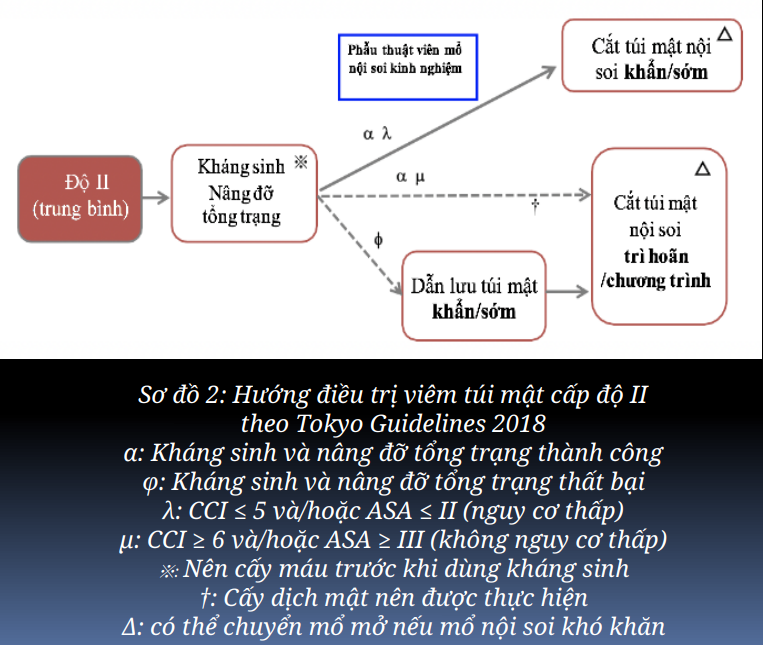 Phẫu thuật viên mổ
nội soi kinh nghiệm
Cắt túi mật nội △
soi khẩn/sớm
α λ
Độ II
(trung bình)
Kháng sinh ※
Nâng đỡ
tổng trạng
α μ
†
ϕ
△
Cắt túi mật
nội soi
trì hoãn
/chương trình
Dẫn lưu túi mật
khẩn/sớm
Sơ đồ 2: Hướng điều trị viêm túi mật cấp độ II
theo Tokyo Guidelines 2018
α: Kháng sinh và nâng đỡ tổng trạng thành công
φ: Kháng sinh và nâng đỡ tổng trạng thất bại
λ: CCI ≤ 5 và/hoặc ASA ≤ II (nguy cơ thấp)
μ: CCI ≥ 6 và/hoặc ASA ≥ III (không nguy cơ thấp)
※: Nên cấy máu trước khi dùng kháng sinh
†: Cấy dịch mật nên được thực hiện
Δ: có thể chuyển mổ mở nếu mổ nội soi khó khăn